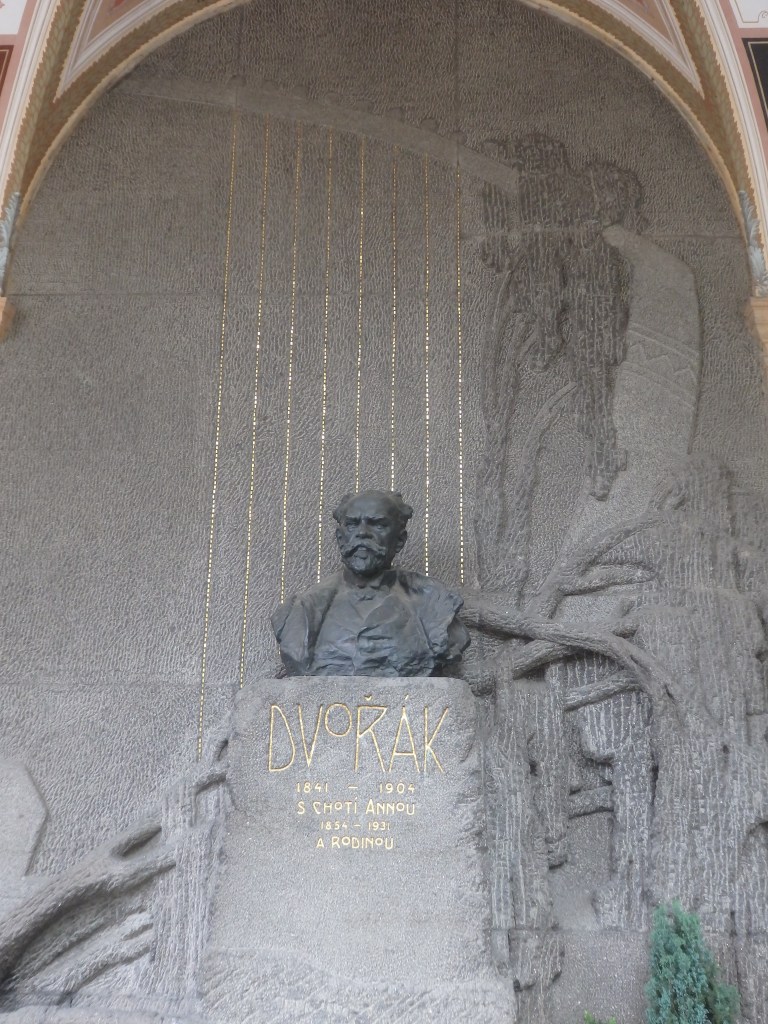 DVOŘÁK
1841 - 1904
S CHOTÍ ANNOU
1854 - 1931
A RODINOU